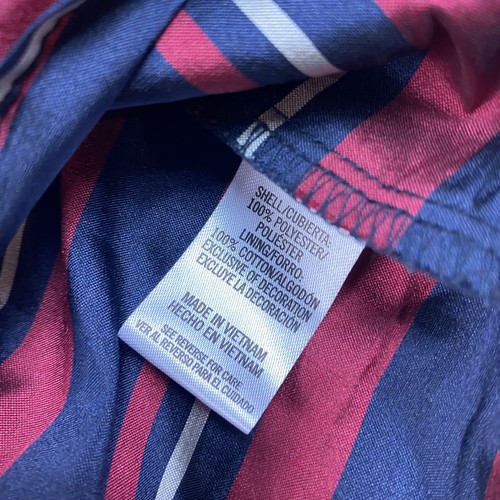 SHELL/CUBIERTA:
100% POLYESTER/
POLIESTER
LINING/FORRO:
100% COTTON/ALGODON
EXCLUSIVE OF DECORATION
EXCLUYE LA DECORACIÓN
MADE IN VIETNAM
HECHO EN VIETNAM
SEE REVERSE FOR CARE
VER AL REVERSO PARA EL CUIDADO